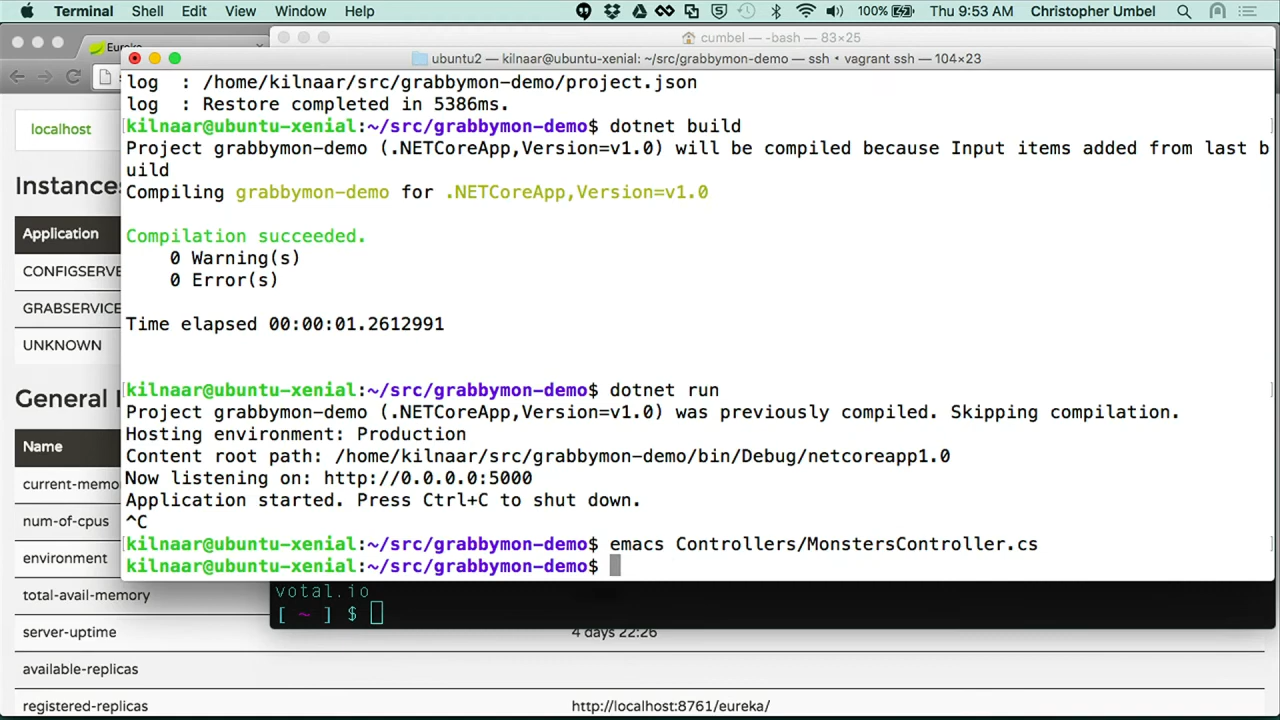 Terminal Shell Edit View Window Help 100% Thu 9:53 AM Christopher Umbel
Eureka
cumbel — -bash — 83×25
ubuntu2 — kilnaar@ubuntu-xenial: ~/src/grabbymon-demo — ssh • vagrant ssh — 104×23
log : /home/kilnaar/src/grabbymon-demo/project.json
log : Restore completed in 5386ms.
kilnaar@ubuntu-xenial:~/src/grabbymon-demo$ dotnet build
Project grabbymon-demo (.NETCoreApp,Version=v1.0) will be compiled because Input items added from last b
uild
Compiling grabbymon-demo for .NETCoreApp,Version=v1.0
Compilation succeeded.
0 Warning(s)
0 Error(s)
Time elapsed 00:00:01.2612991
kilnaar@ubuntu-xenial:~/src/grabbymon-demo$ dotnet run
Project grabbymon-demo (.NETCoreApp,Version=v1.0) was previously compiled. Skipping compilation.
Hosting environment: Production
Content root path: /home/kilnaar/src/grabbymon-demo/bin/Debug/netcoreapp1.0
Now listening on: http://0.0.0.0:5000
Application started. Press Ctrl+C to shut down.
^C
kilnaar@ubuntu-xenial:~/src/grabbymon-demo$ emacs Controllers/MonstersController.cs
kilnaar@ubuntu-xenial:~/src/grabbymon-demo$
votal.io
[ ~ ] $
localhost
Instances
Application
CONFIGSERVE
GRABSERVICE
UNKNOWN
General
Name
current-memo
num-of-cpus
environment
total-avail-memory
server-uptime 4 days 22:26
available-replicas
registered-replicas http://localhost:8761/eureka/